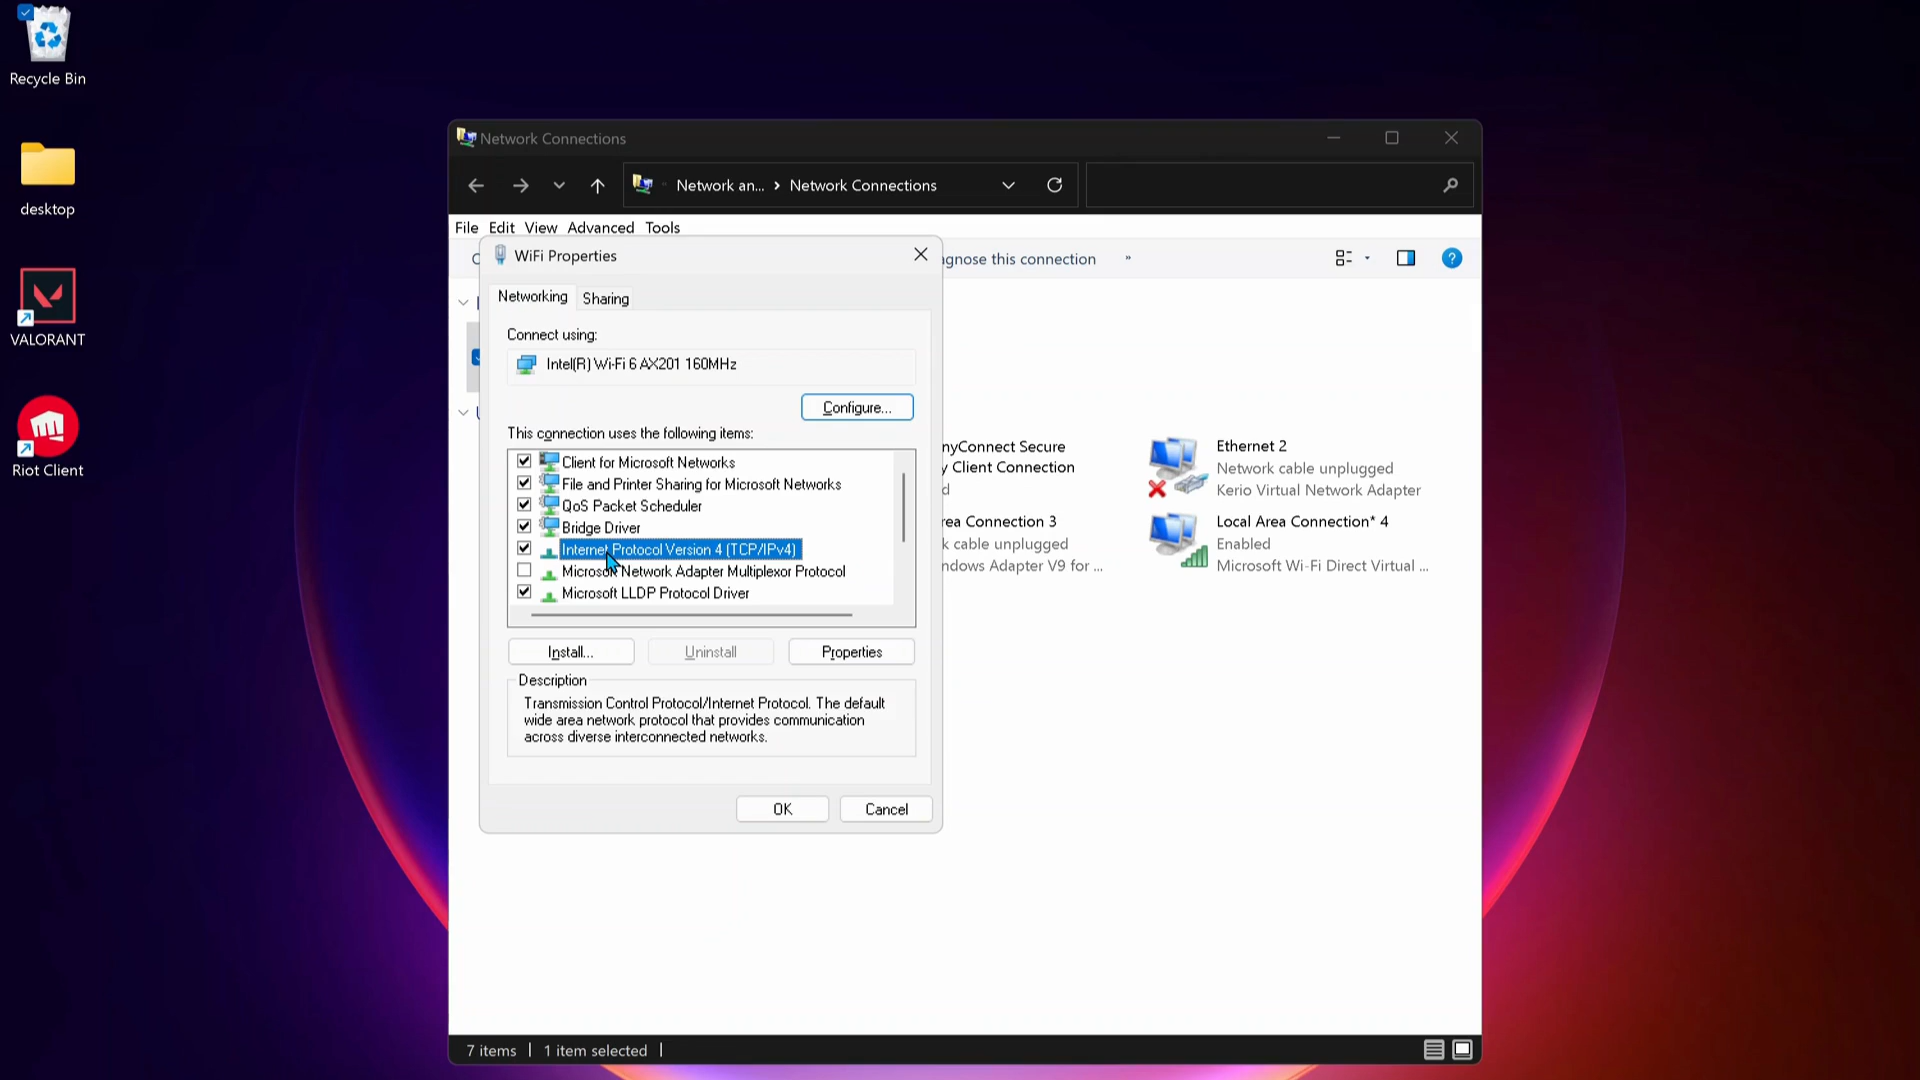 Recycle Bin
desktop
VALORANT
Riot Client
Network Connections
Network an... > Network Connections
File Edit View Advanced Tools
agnose this connection »
WiFi Properties
Networking Sharing
Connect using:
Intel(R) Wi-Fi 6 AX201 160MHz
Configure...
This connection uses the following items:
Client for Microsoft Networks
File and Printer Sharing for Microsoft Networks
QoS Packet Scheduler
Bridge Driver
Internet Protocol Version 4 (TCP/IPv4)
Microsoft Network Adapter Multiplexor Protocol
Microsoft LLDP Protocol Driver
Install... Uninstall Properties
Description
Transmission Control Protocol/Internet Protocol. The default
wide area network protocol that provides communication
across diverse interconnected networks.
OK Cancel
nyConnect Secure
y Client Connection
d
rea Connection 3
k cable unplugged
ndows Adapter V9 for ...
Ethernet 2
Network cable unplugged
Kerio Virtual Network Adapter
Local Area Connection* 4
Enabled
Microsoft Wi-Fi Direct Virtual ...
7 items | 1 item selected |